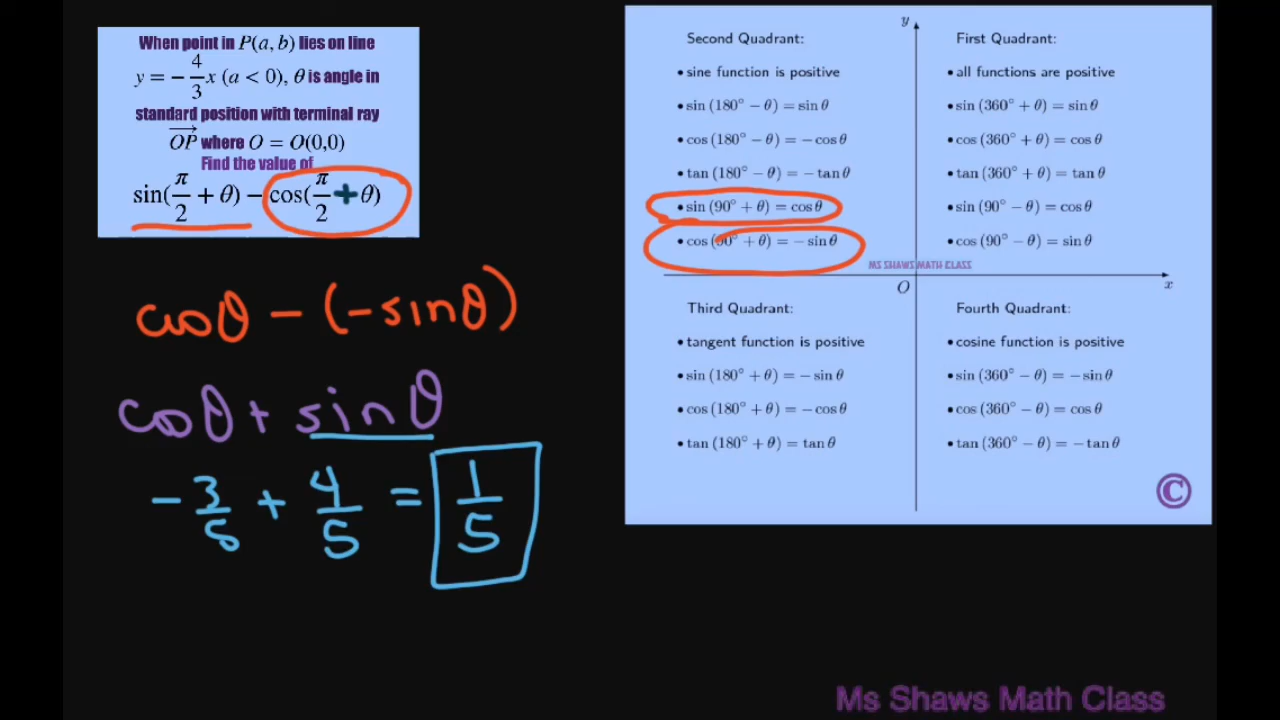 When point in P(a, b) lies on line
y = −4/3 x (a < 0), θ is angle in
standard position with terminal ray
OP where O = O(0,0)
Find the value of
sin(π/2 + θ) − cos(π/2 + θ)
coθ − (−sinθ)
coθ + sinθ
−3/5 + 4/5 = 1/5
y
Second Quadrant:
•sine function is positive
•sin (180° − θ) = sin θ
•cos (180° − θ) = − cos θ
•tan (180° − θ) = − tan θ
•sin (90° + θ) = cos θ
•cos (90° + θ) = − sin θ
First Quadrant:
•all functions are positive
•sin (360° + θ) = sin θ
•cos (360° + θ) = cos θ
•tan (360° + θ) = tan θ
•sin (90° − θ) = cos θ
•cos (90° − θ) = sin θ
MS SHAWS MATH CLASS
O
x
Third Quadrant:
•tangent function is positive
•sin (180° + θ) = − sin θ
•cos (180° + θ) = − cos θ
•tan (180° + θ) = tan θ
Fourth Quadrant:
•cosine function is positive
•sin (360° − θ) = − sin θ
•cos (360° − θ) = cos θ
•tan (360° − θ) = − tan θ
©
Ms Shaws Math Class